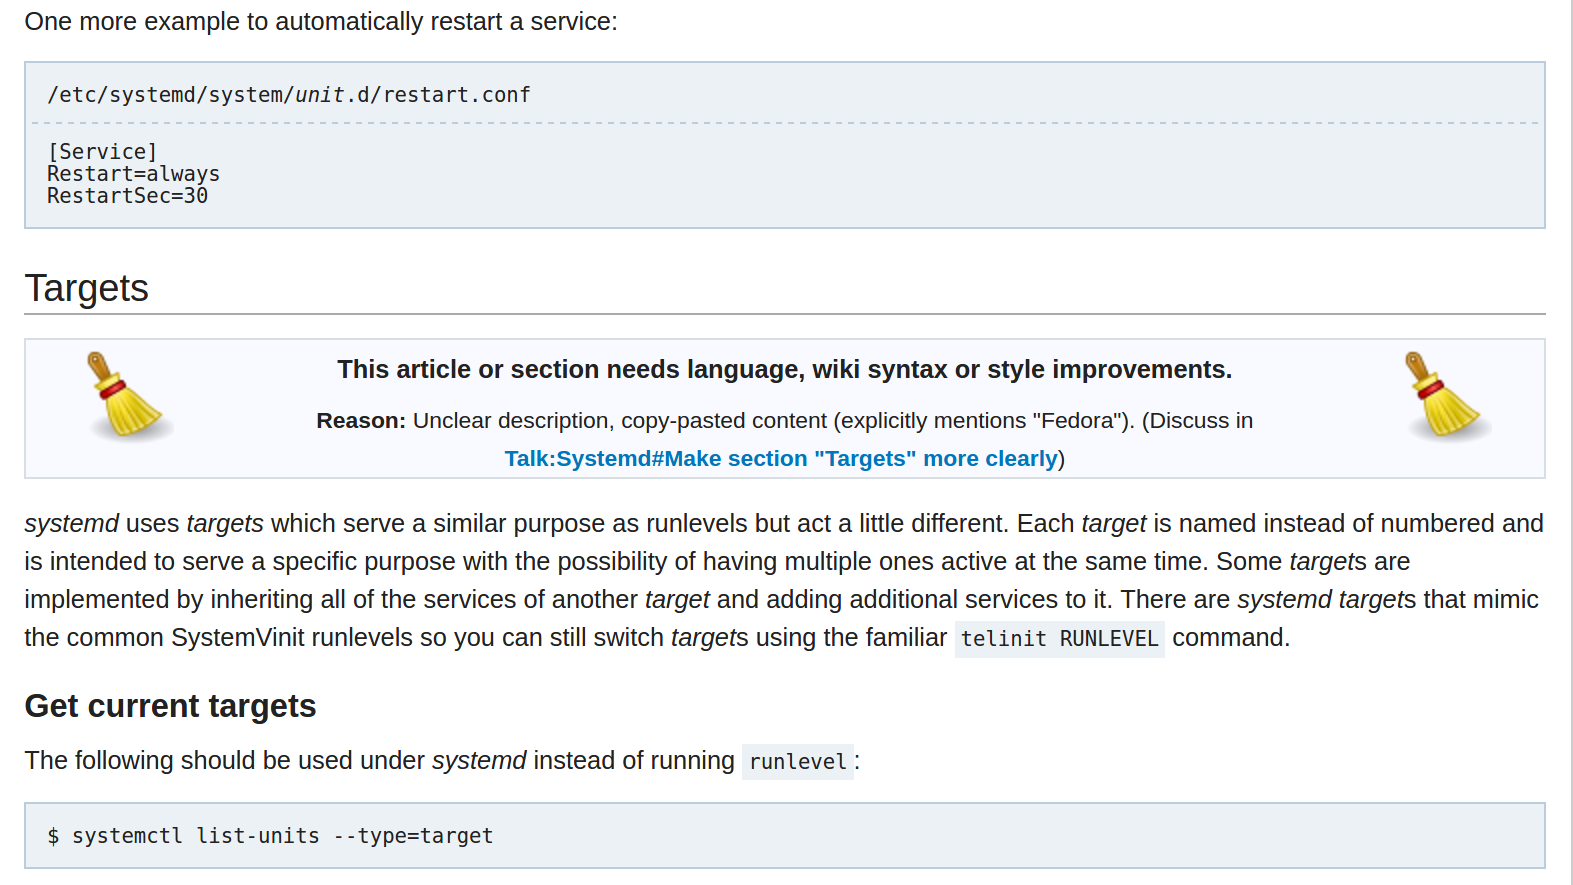 One more example to automatically restart a service:
/etc/systemd/system/unit.d/restart.conf
[Service]
Restart=always
RestartSec=30
Targets
This article or section needs language, wiki syntax or style improvements.
Reason: Unclear description, copy-pasted content (explicitly mentions "Fedora"). (Discuss in
Talk:Systemd#Make section "Targets" more clearly)
systemd uses targets which serve a similar purpose as runlevels but act a little different. Each target is named instead of numbered and
is intended to serve a specific purpose with the possibility of having multiple ones active at the same time. Some targets are
implemented by inheriting all of the services of another target and adding additional services to it. There are systemd targets that mimic
the common SystemVinit runlevels so you can still switch targets using the familiar telinit RUNLEVEL command.
Get current targets
The following should be used under systemd instead of running runlevel:
$ systemctl list-units --type=target